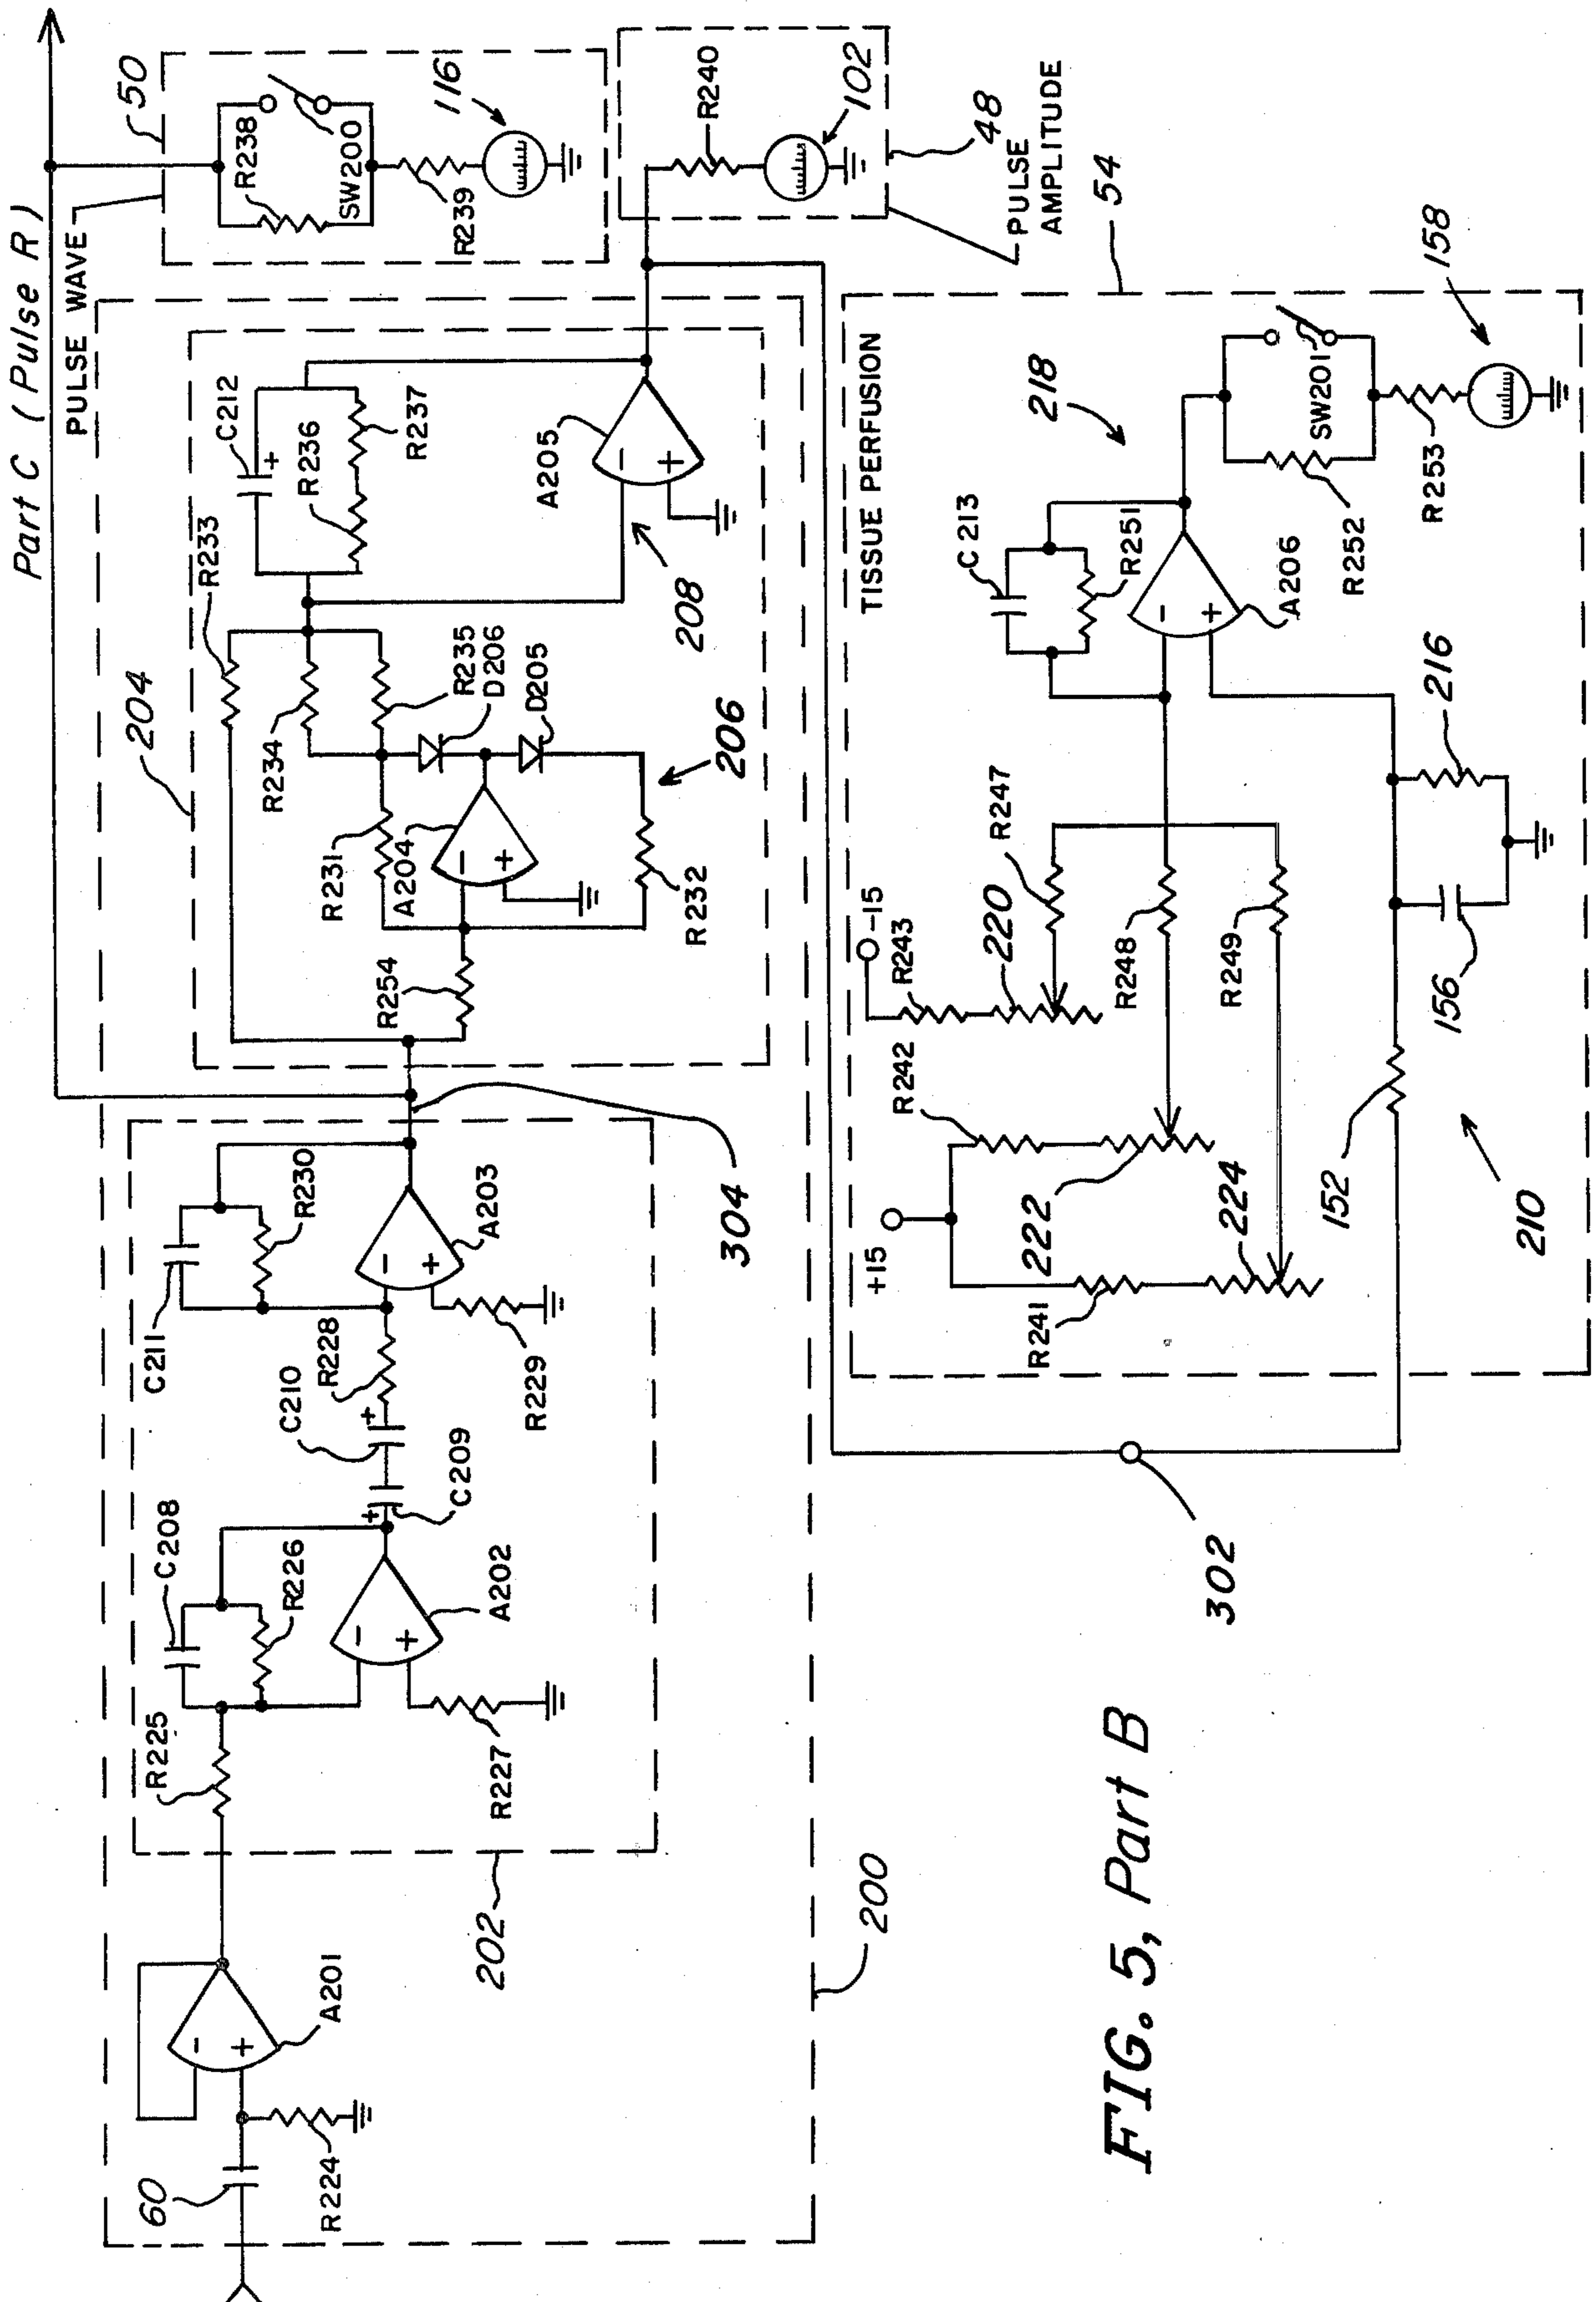 Part C (Pulse R)
PULSE WAVE
50
R238
SW200
116
R239
R240
102
48
PULSE
AMPLITUDE
204
R233
C212
+
R236
R237
A205
-
+
208
R234
R235
D206
D205
206
R231
A204
-
+
R232
R254
304
C211
R230
A203
-
+
R228
R229
C210
+
C209
+
C208
R226
A202
-
+
R225
R227
202
200
A201
-
+
60
R224
TISSUE PERFUSION
54
218
158
C213
R251
A206
-
+
SW201
R252
R253
216
156
R247
220
-15
R243
R248
R249
R242
+15
222
224
R241
152
210
302
FIG. 5, Part B